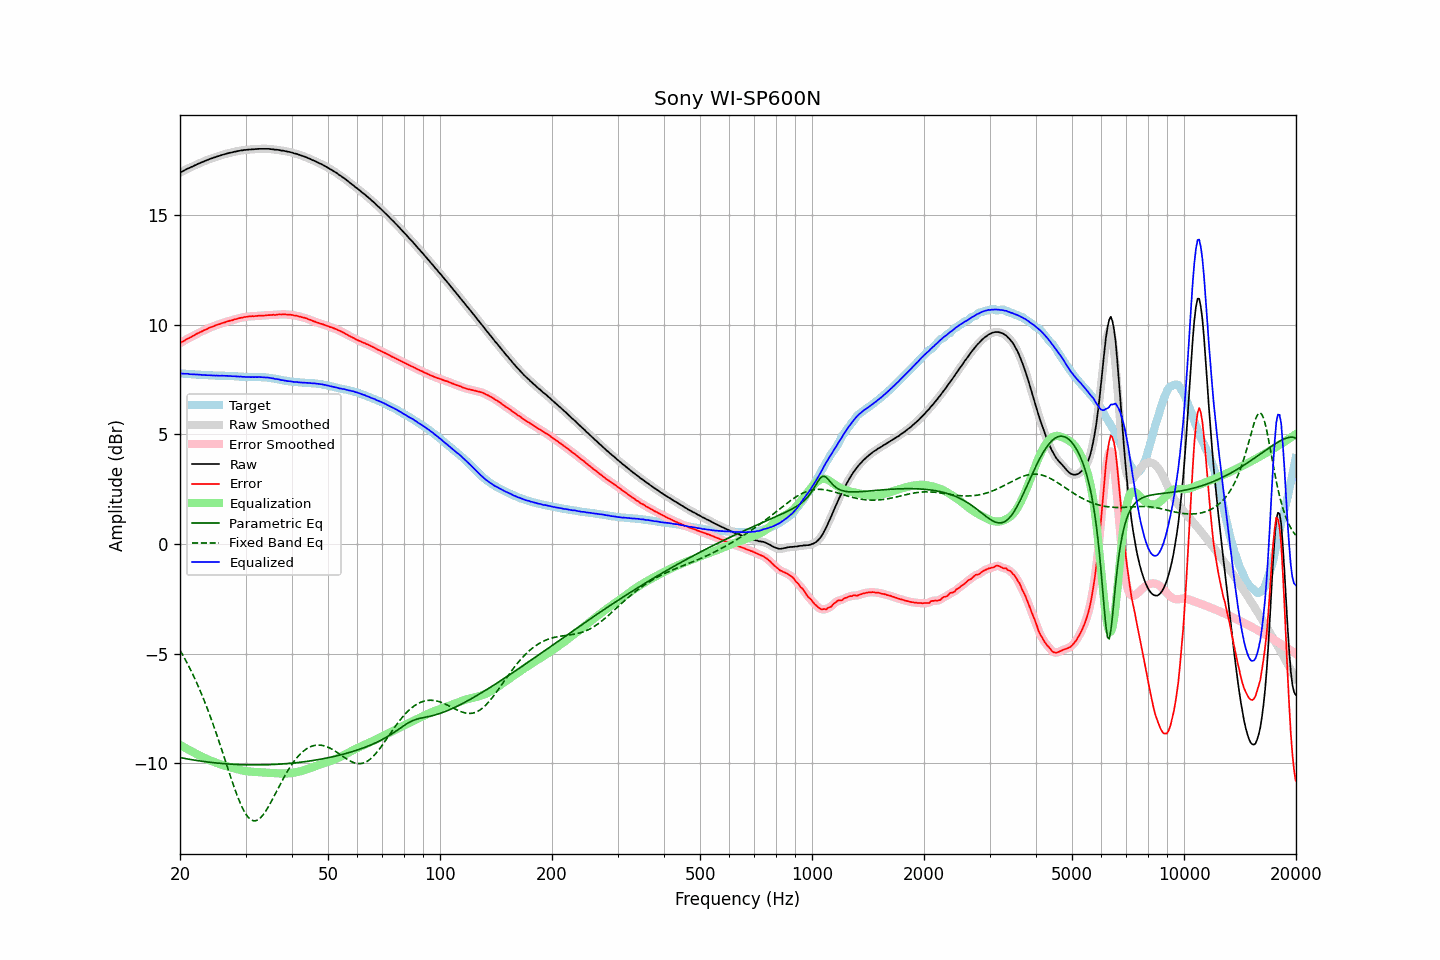 Sony WI-SP600N
Amplitude (dBr)
15
10
5
0
−5
−10
Target
Raw Smoothed
Error Smoothed
Raw
Error
Equalization
Parametric Eq
Fixed Band Eq
Equalized
20 50 100 200 500 1000 2000 5000 10000 20000
Frequency (Hz)